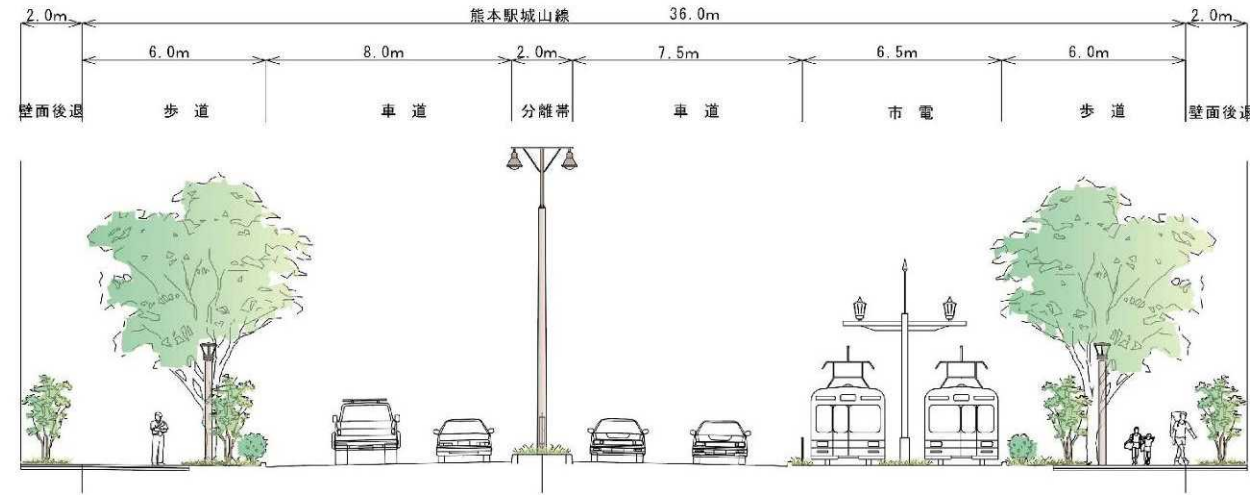 2.0m 熊本駅城山線 36.0m 2.0m
6.0m 8.0m 2.0m 7.5m 6.5m 6.0m
壁面後退 歩道 車道 分離帯 車道 市電 歩道 壁面後退